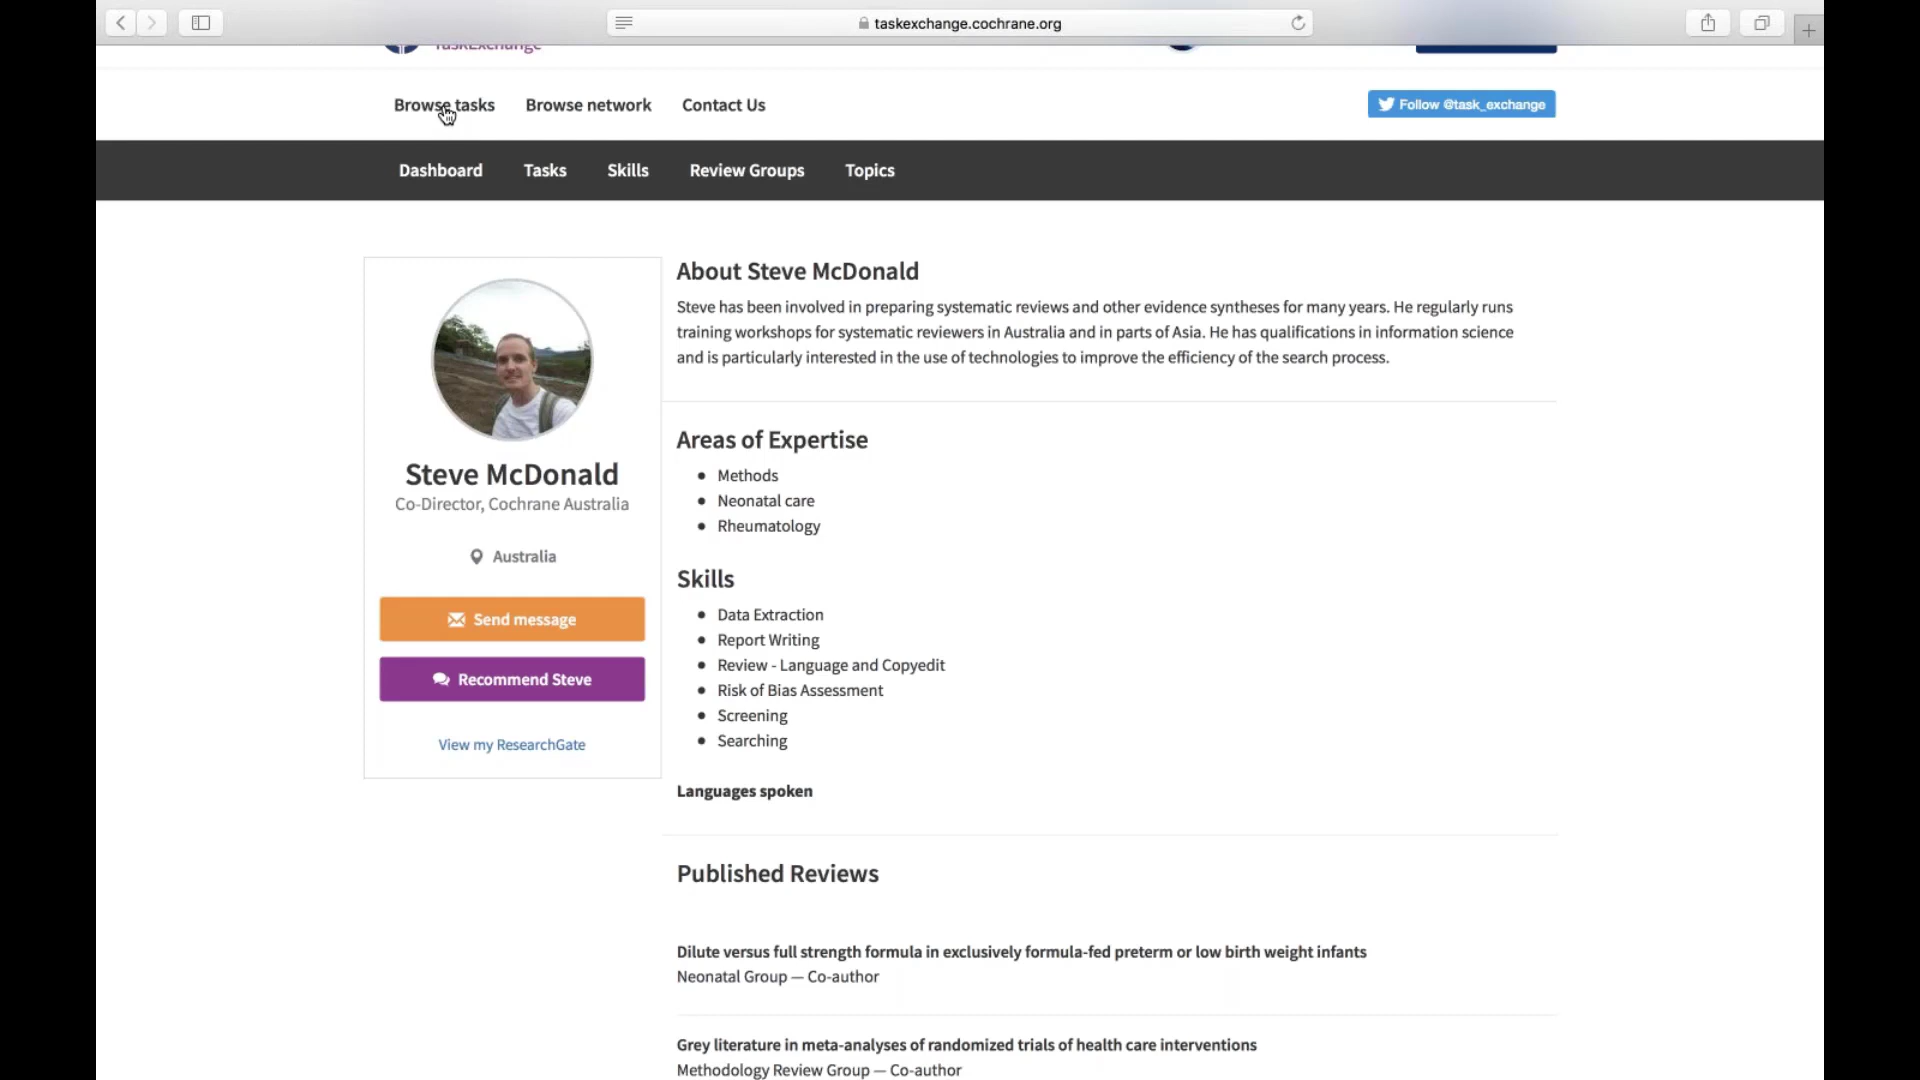 taskexchange.cochrane.org
TaskExchange
Browse tasks Browse network Contact Us
Follow @task_exchange
Dashboard Tasks Skills Review Groups Topics
About Steve McDonald
Steve has been involved in preparing systematic reviews and other evidence syntheses for many years. He regularly runs
training workshops for systematic reviewers in Australia and in parts of Asia. He has qualifications in information science
and is particularly interested in the use of technologies to improve the efficiency of the search process.
Steve McDonald
Co-Director, Cochrane Australia
Australia
Send message
Recommend Steve
View my ResearchGate
Areas of Expertise
Methods
Neonatal care
Rheumatology
Skills
Data Extraction
Report Writing
Review - Language and Copyedit
Risk of Bias Assessment
Screening
Searching
Languages spoken
Published Reviews
Dilute versus full strength formula in exclusively formula-fed preterm or low birth weight infants
Neonatal Group — Co-author
Grey literature in meta-analyses of randomized trials of health care interventions
Methodology Review Group — Co-author